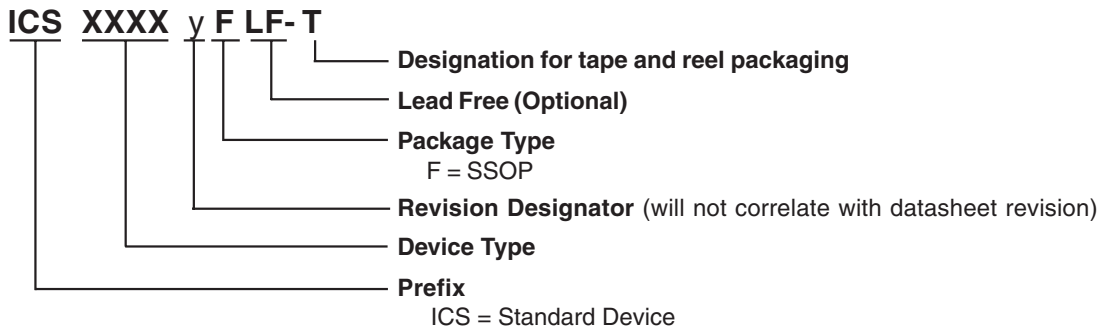 ICS XXXX y F LF- T
Designation for tape and reel packaging
Lead Free (Optional)
Package Type
F = SSOP
Revision Designator (will not correlate with datasheet revision)
Device Type
Prefix
ICS = Standard Device